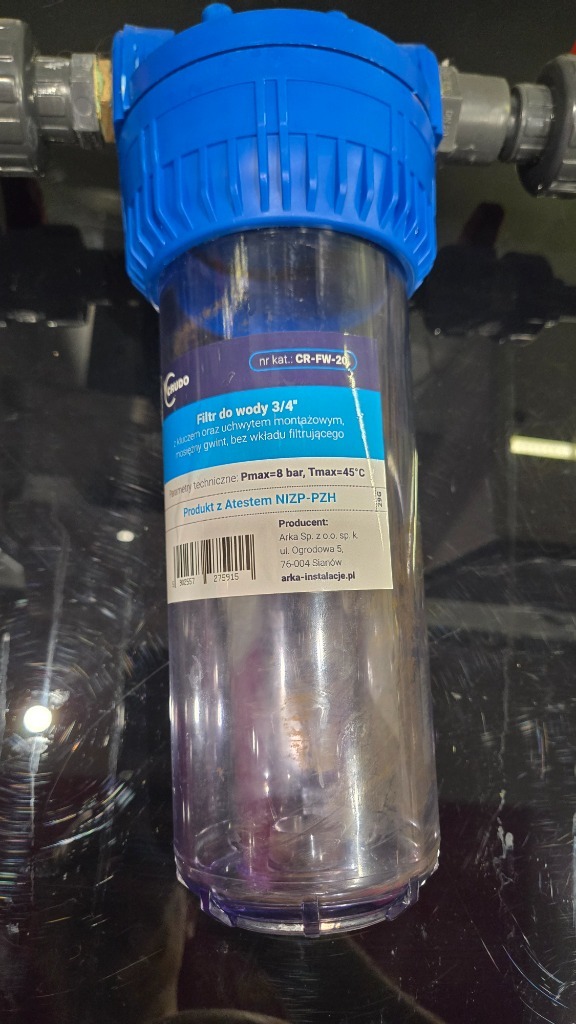 nr kat.: CR-FW-20
CRUDO
Filtr do wody 3/4"
z kluczem oraz uchwytem montażowym,
mosiężny gwint, bez wkładu filtrującego
Parametry techniczne: Pmax=8 bar, Tmax=45°C
Produkt z Atestem NIZP-PZH
Producent:
Arka Sp. z o.o. sp. k.
ul. Ogrodowa 5,
76-004 Sianów
arka-instalacje.pl
902557 275915